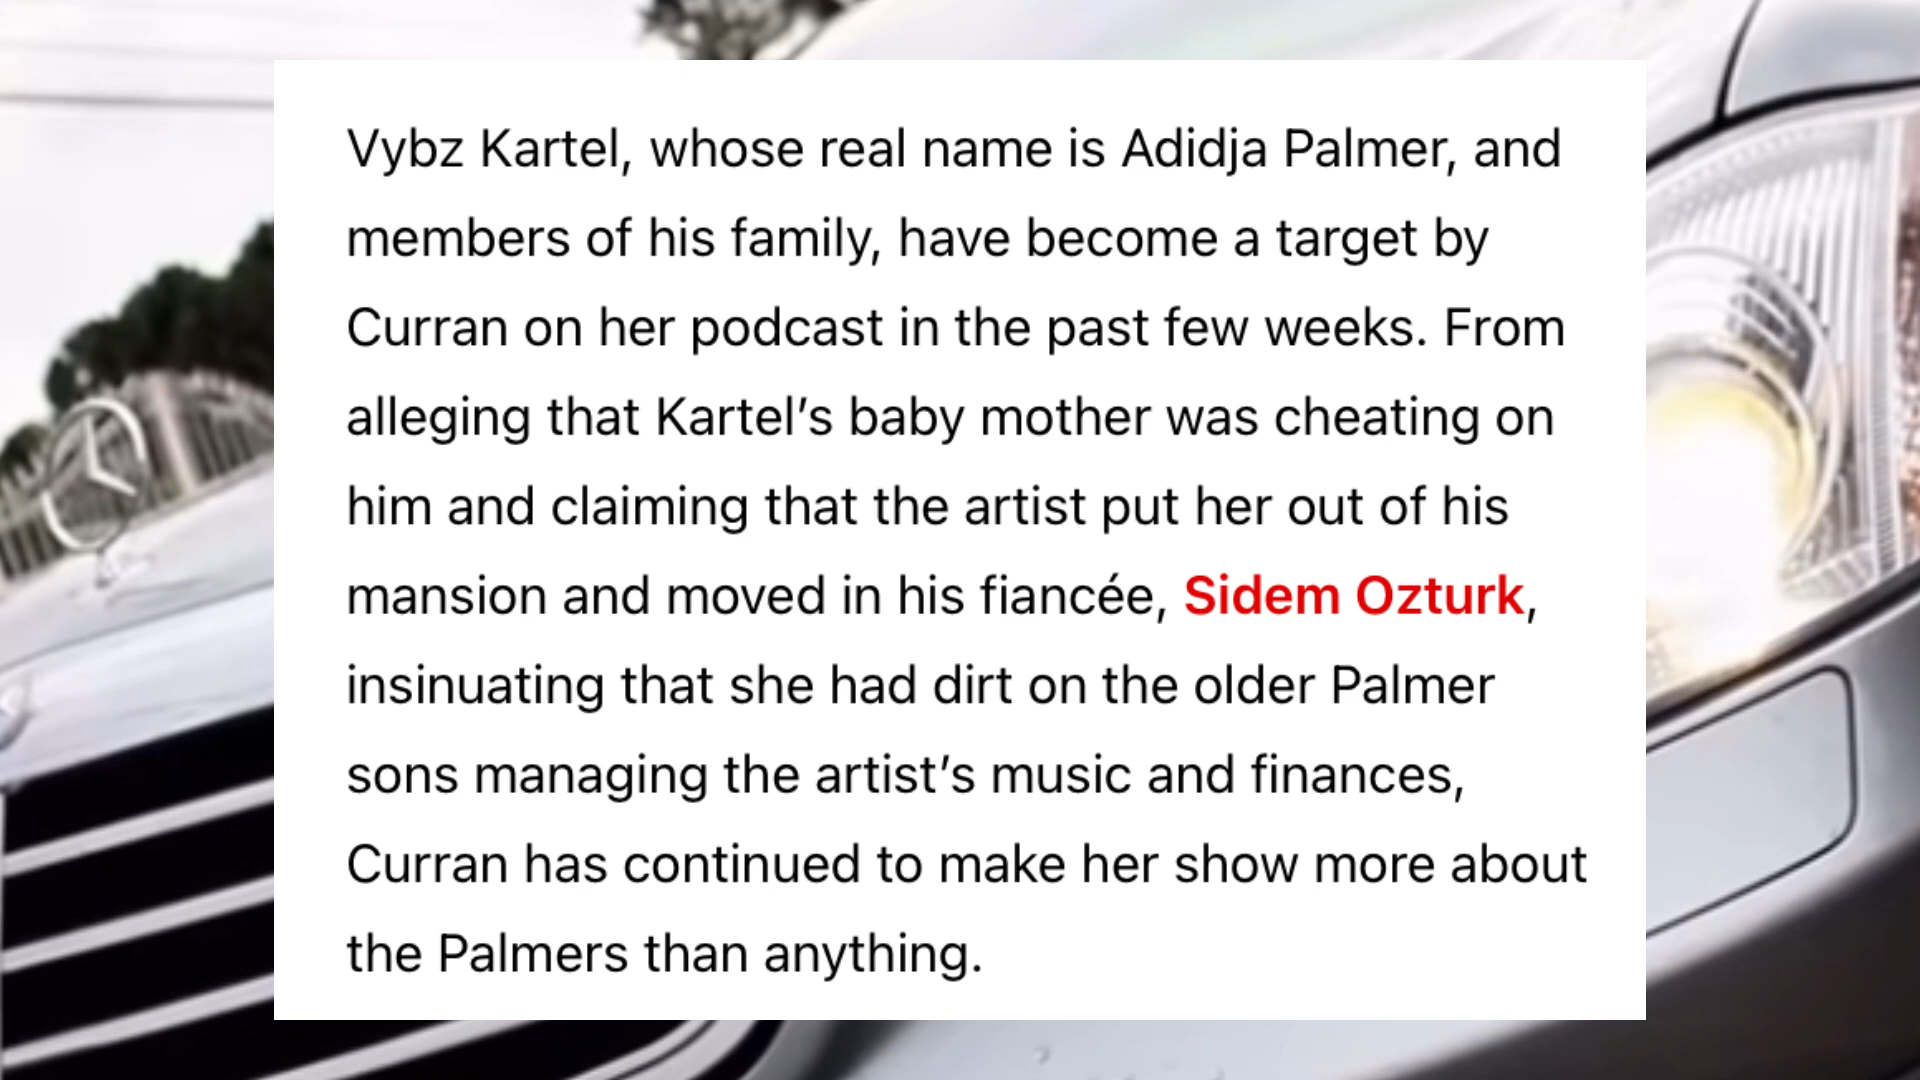 Vybz Kartel, whose real name is Adidja Palmer, and
members of his family, have become a target by
Curran on her podcast in the past few weeks. From
alleging that Kartel’s baby mother was cheating on
him and claiming that the artist put her out of his
mansion and moved in his fiancée, Sidem Ozturk,
insinuating that she had dirt on the older Palmer
sons managing the artist’s music and finances,
Curran has continued to make her show more about
the Palmers than anything.